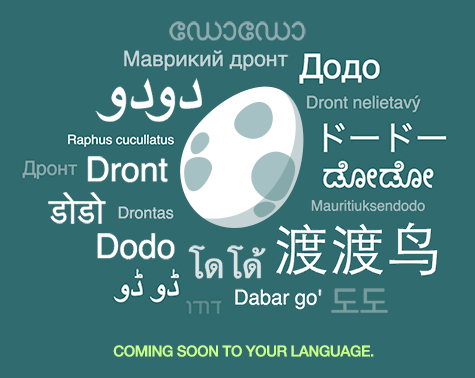 ഡോഡോ
Маврикий дронт
Додо
دودو
Dront nelietavý
Raphus cucullatus
ドードー
Дронт
Dront
ಡೋಡೋ
डोडो
Drontas
Mauritiuksendodo
Dodo
โดโด้
渡渡鸟
ڈو ڈو
דודו
Dabar go'
도도
COMING SOON TO YOUR LANGUAGE.